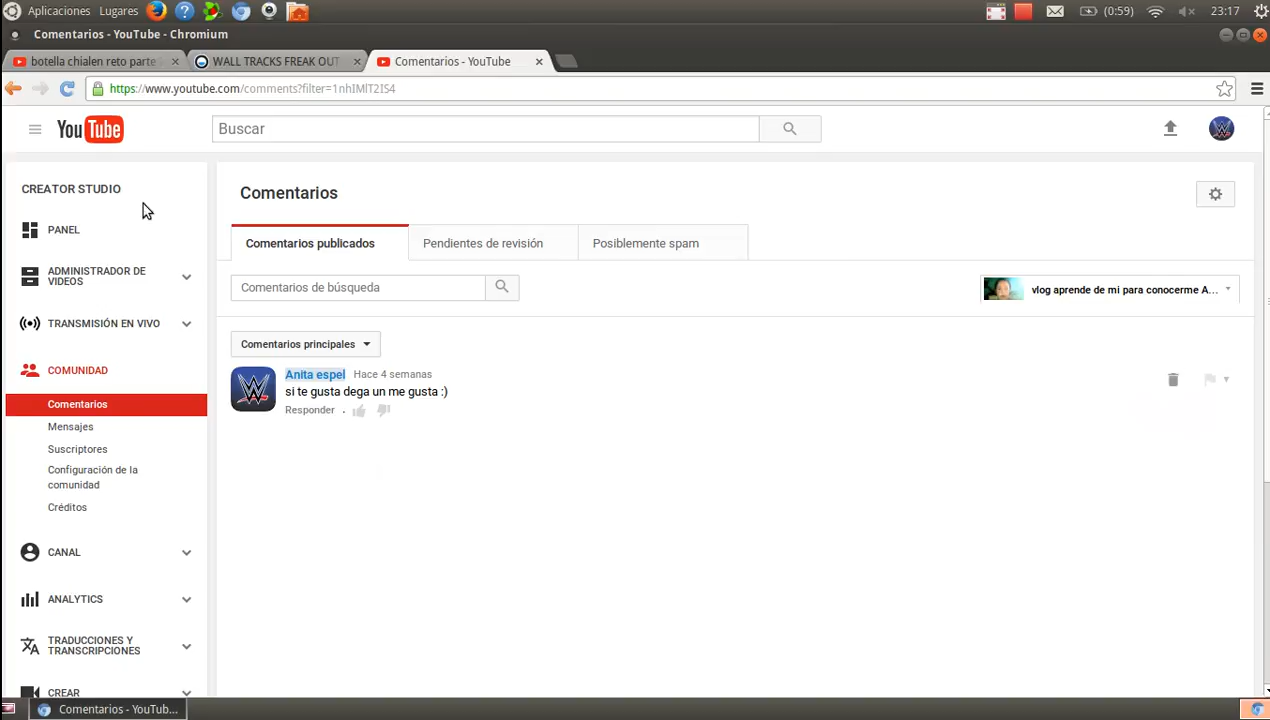 Aplicaciones Lugares (0:59) 23:17
Comentarios - YouTube - Chromium
botella chialen reto parte WALL TRACKS FREAK OUT Comentarios - YouTube
https://www.youtube.com/comments?filter=1nhIMlT2IS4
YouTube Buscar
CREATOR STUDIO
PANEL
ADMINISTRADOR DE
VIDEOS
TRANSMISIÓN EN VIVO
COMUNIDAD
Comentarios
Mensajes
Suscriptores
Configuración de la
comunidad
Créditos
CANAL
ANALYTICS
TRADUCCIONES Y
TRANSCRIPCIONES
CREAR
Comentarios
Comentarios publicados Pendientes de revisión Posiblemente spam
Comentarios de búsqueda vlog aprende de mi para conocerme A...
Comentarios principales
Anita espel Hace 4 semanas
si te gusta dega un me gusta :)
Responder .
Comentarios - YouTub...